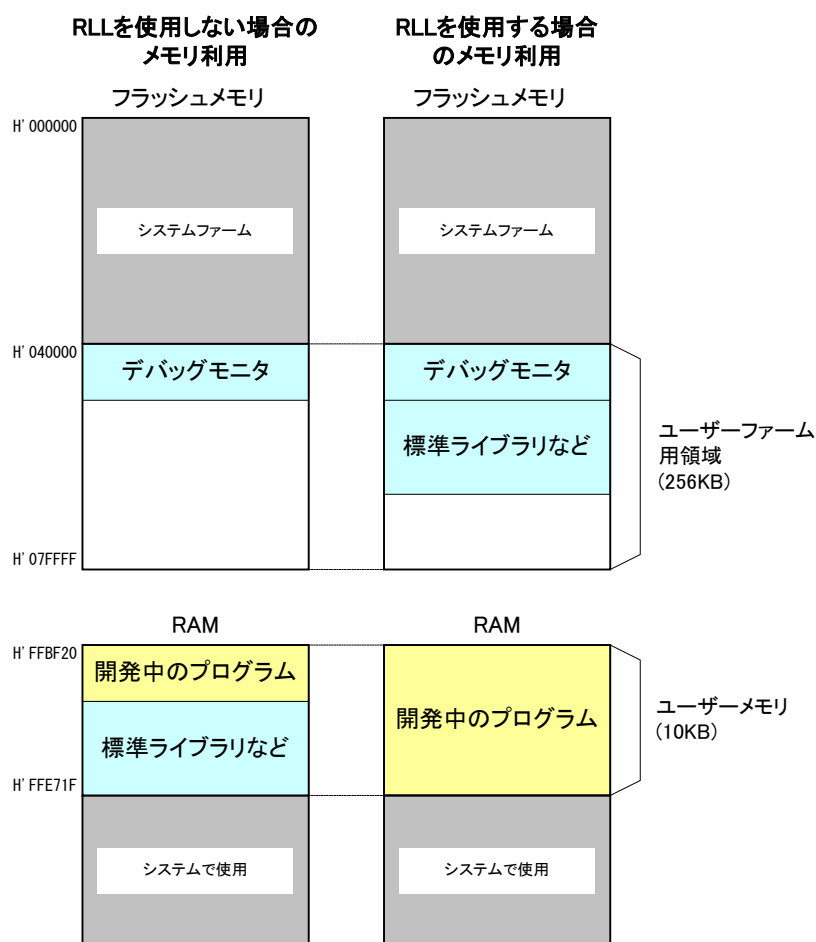 RLLを使用しない場合の
メモリ利用
RLLを使用する場合
のメモリ利用
フラッシュメモリ
フラッシュメモリ
H'000000
システムファーム
システムファーム
H'040000
デバッグモニタ
デバッグモニタ
標準ライブラリなど
ユーザーファーム
用領域
(256KB)
H'07FFFF
RAM
RAM
H'FFBF20
開発中のプログラム
標準ライブラリなど
開発中のプログラム
ユーザーメモリ
(10KB)
H'FFE71F
システムで使用
システムで使用